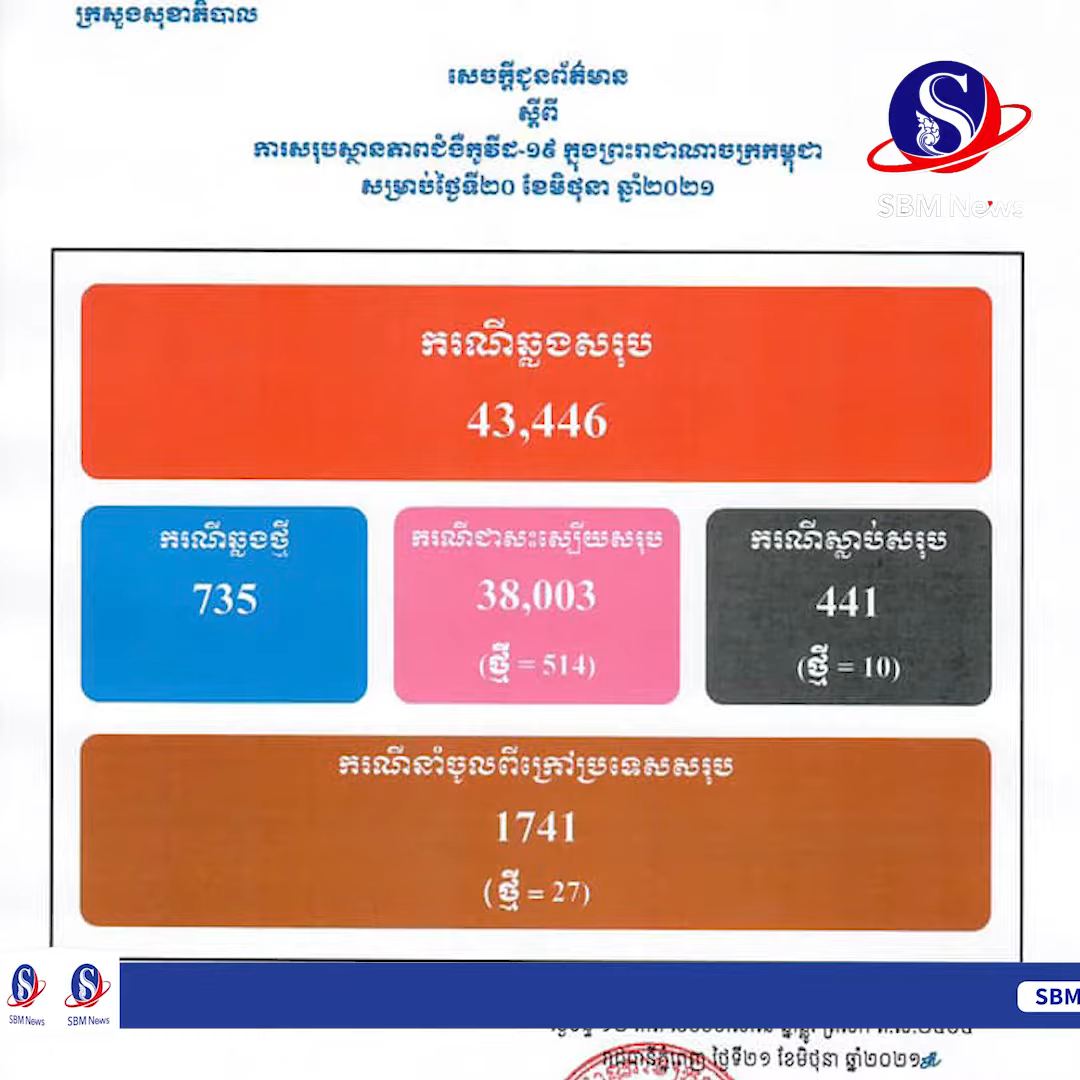 ក្រសួងសុខាភិបាល
សេចក្តីជូនព័ត៌មាន
ស្តីពី
ការសរុបស្ថានភាពជំងឺកូវីដ-១៩ ក្នុងព្រះរាជាណាចក្រកម្ពុជា
សម្រាប់ថ្ងៃទី២០ ខែមិថុនា ឆ្នាំ២០២១
SBM News
ករណីឆ្លងសរុប
43,446
ករណីឆ្លងថ្មី
735
ករណីជាសះស្បើយសរុប
38,003
(ថ្មី = 514)
ករណីស្លាប់សរុប
441
(ថ្មី = 10)
ករណីនាំចូលពីក្រៅប្រទេសសរុប
1741
(ថ្មី = 27)
SBM News
SBM News
SBM
រាជធានីភ្នំពេញ ថ្ងៃទី២១ ខែមិថុនា ឆ្នាំ២០២១